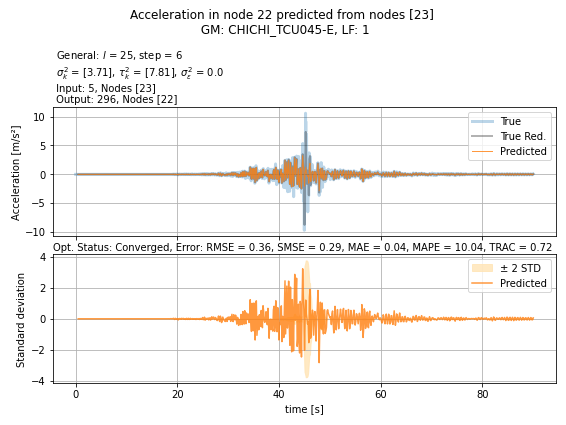 Acceleration in node 22 predicted from nodes [23]
GM: CHICHI_TCU045-E, LF: 1
General: l = 25, step = 6
σ²ₖ = [3.71], τ²ₖ = [7.81], σ²ε = 0.0
Input: 5, Nodes [23]
Output: 296, Nodes [22]
Acceleration [m/s²]
10
5
0
−5
−10
True
True Red.
Predicted
Opt. Status: Converged, Error: RMSE = 0.36, SMSE = 0.29, MAE = 0.04, MAPE = 10.04, TRAC = 0.72
Standard deviation
4
2
0
−2
−4
± 2 STD
Predicted
0 20 40 60 80
time [s]